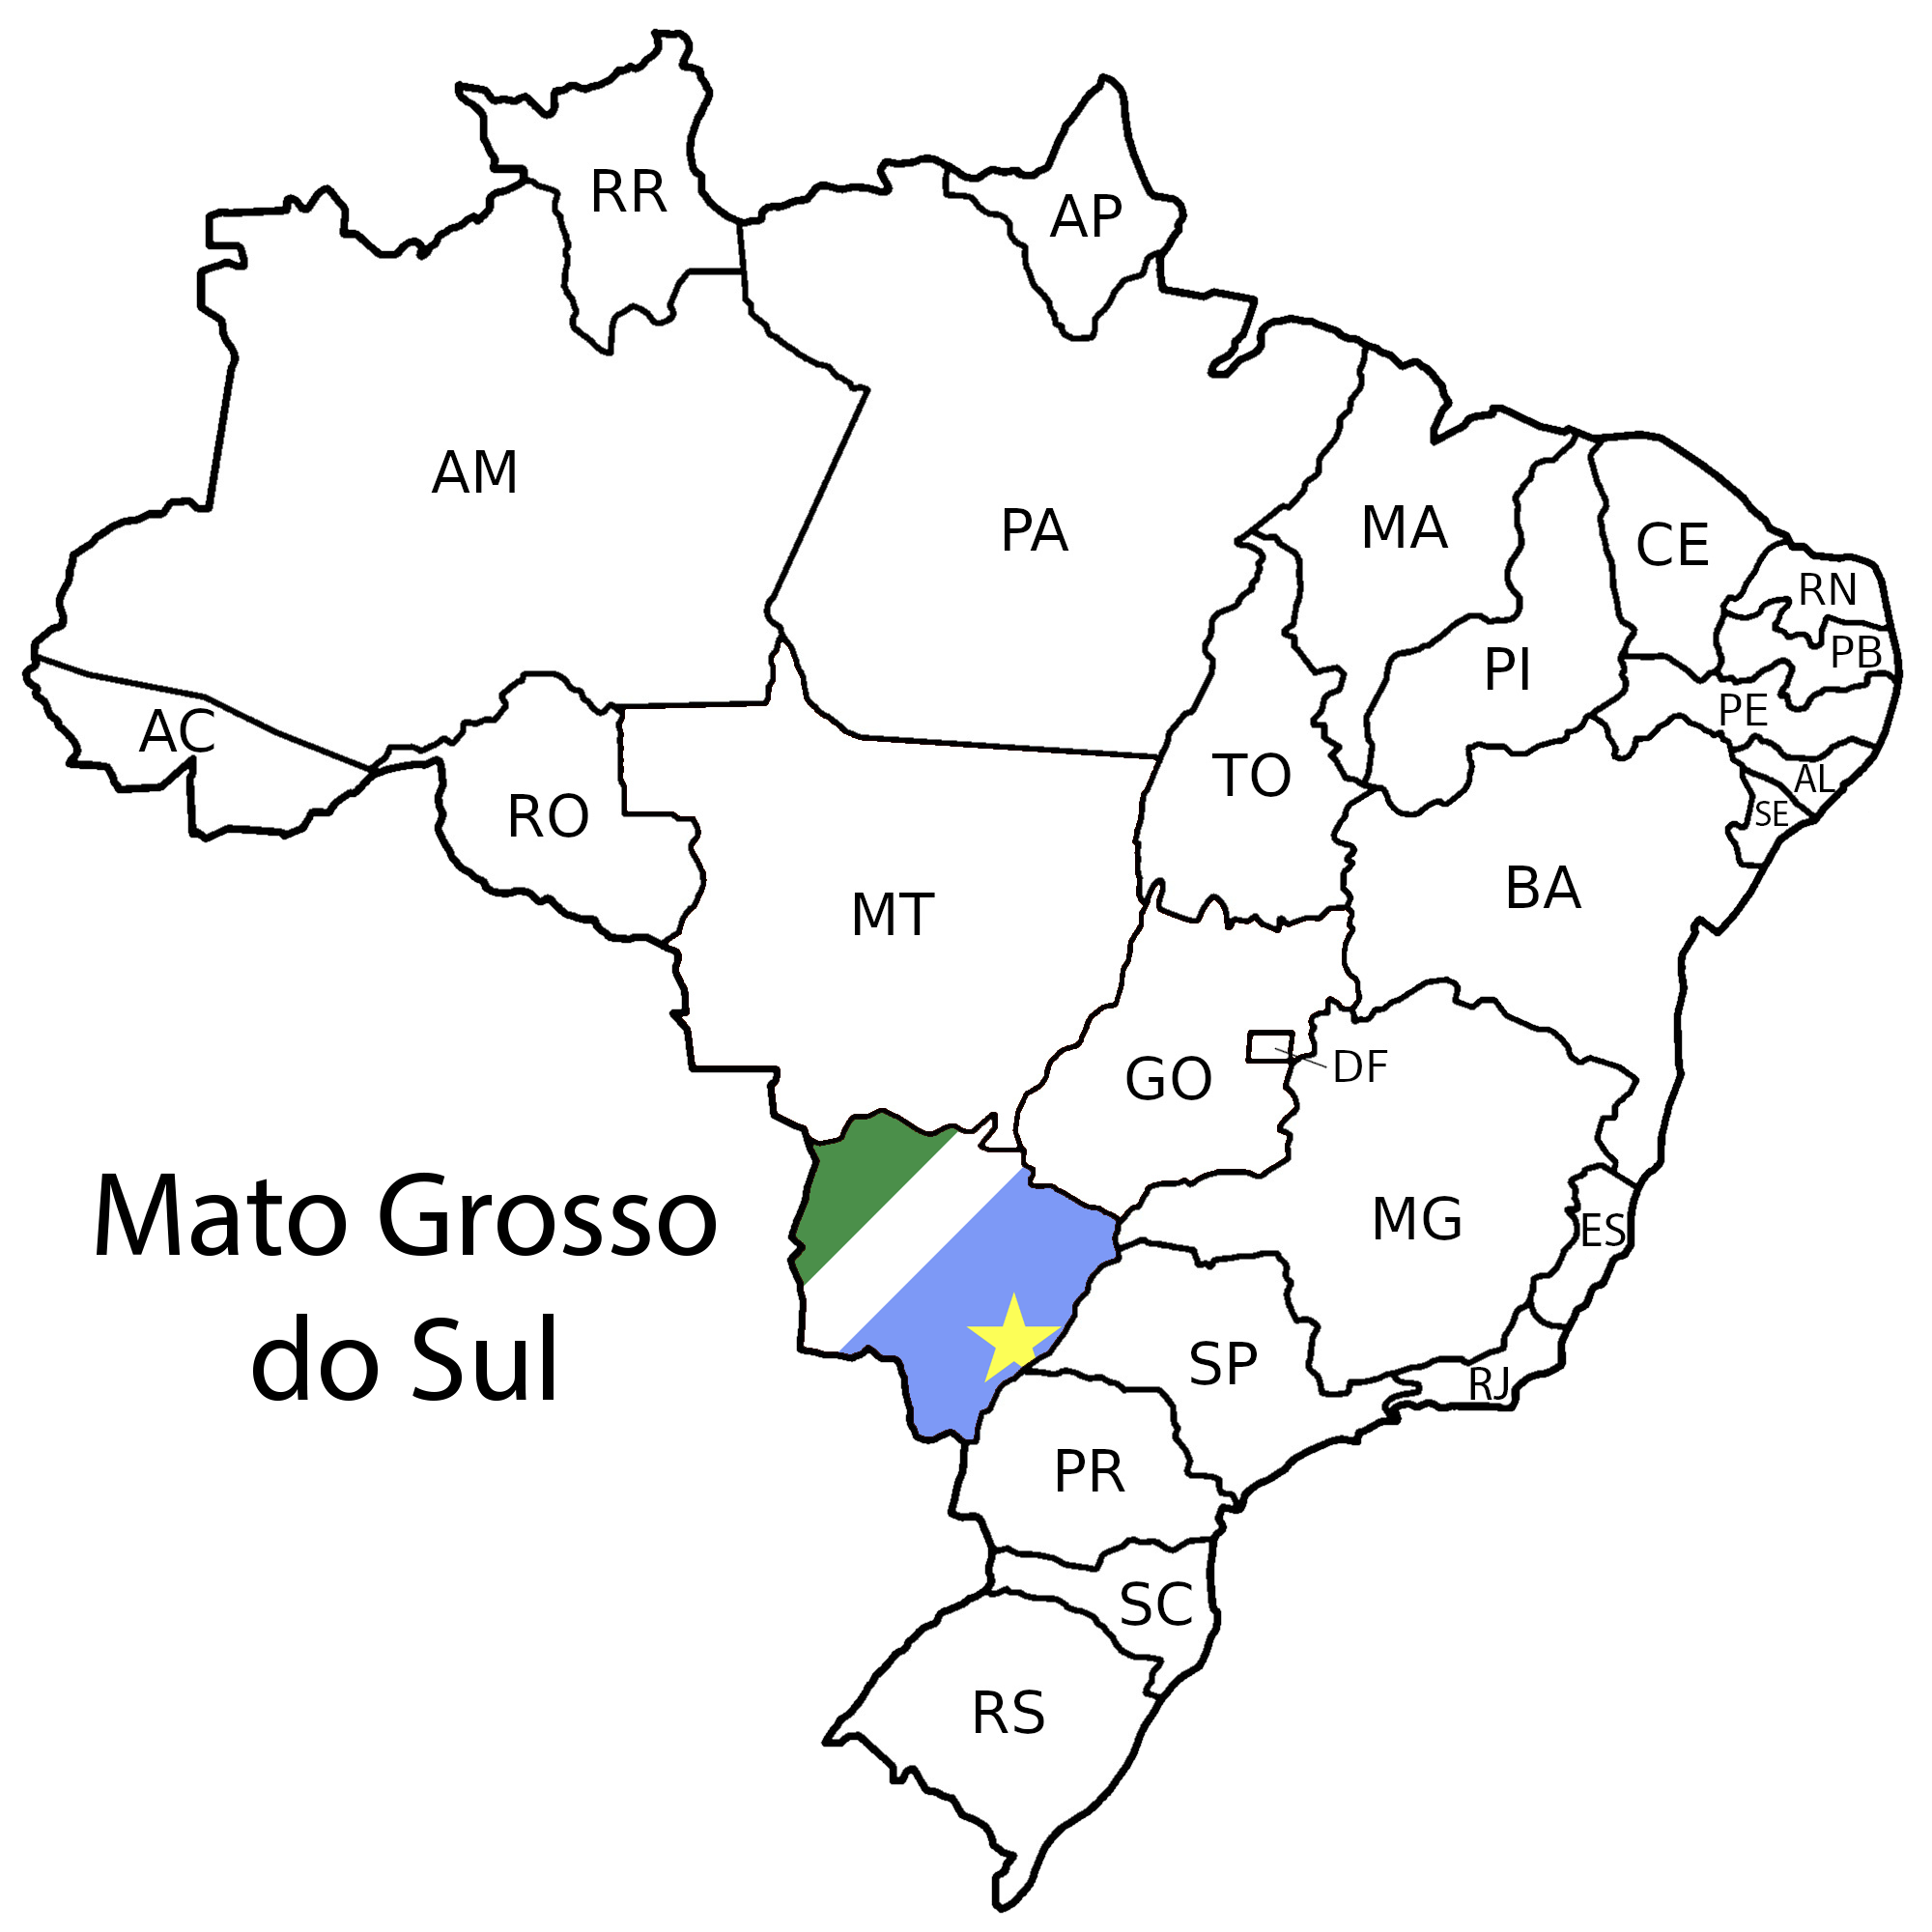 RR
AP
AM
PA
MA
CE
RN
PB
PI
PE
AC
TO
AL
RO
SE
BA
MT
GO
DF
Mato Grosso
do Sul
MG
ES
SP
RJ
PR
SC
RS